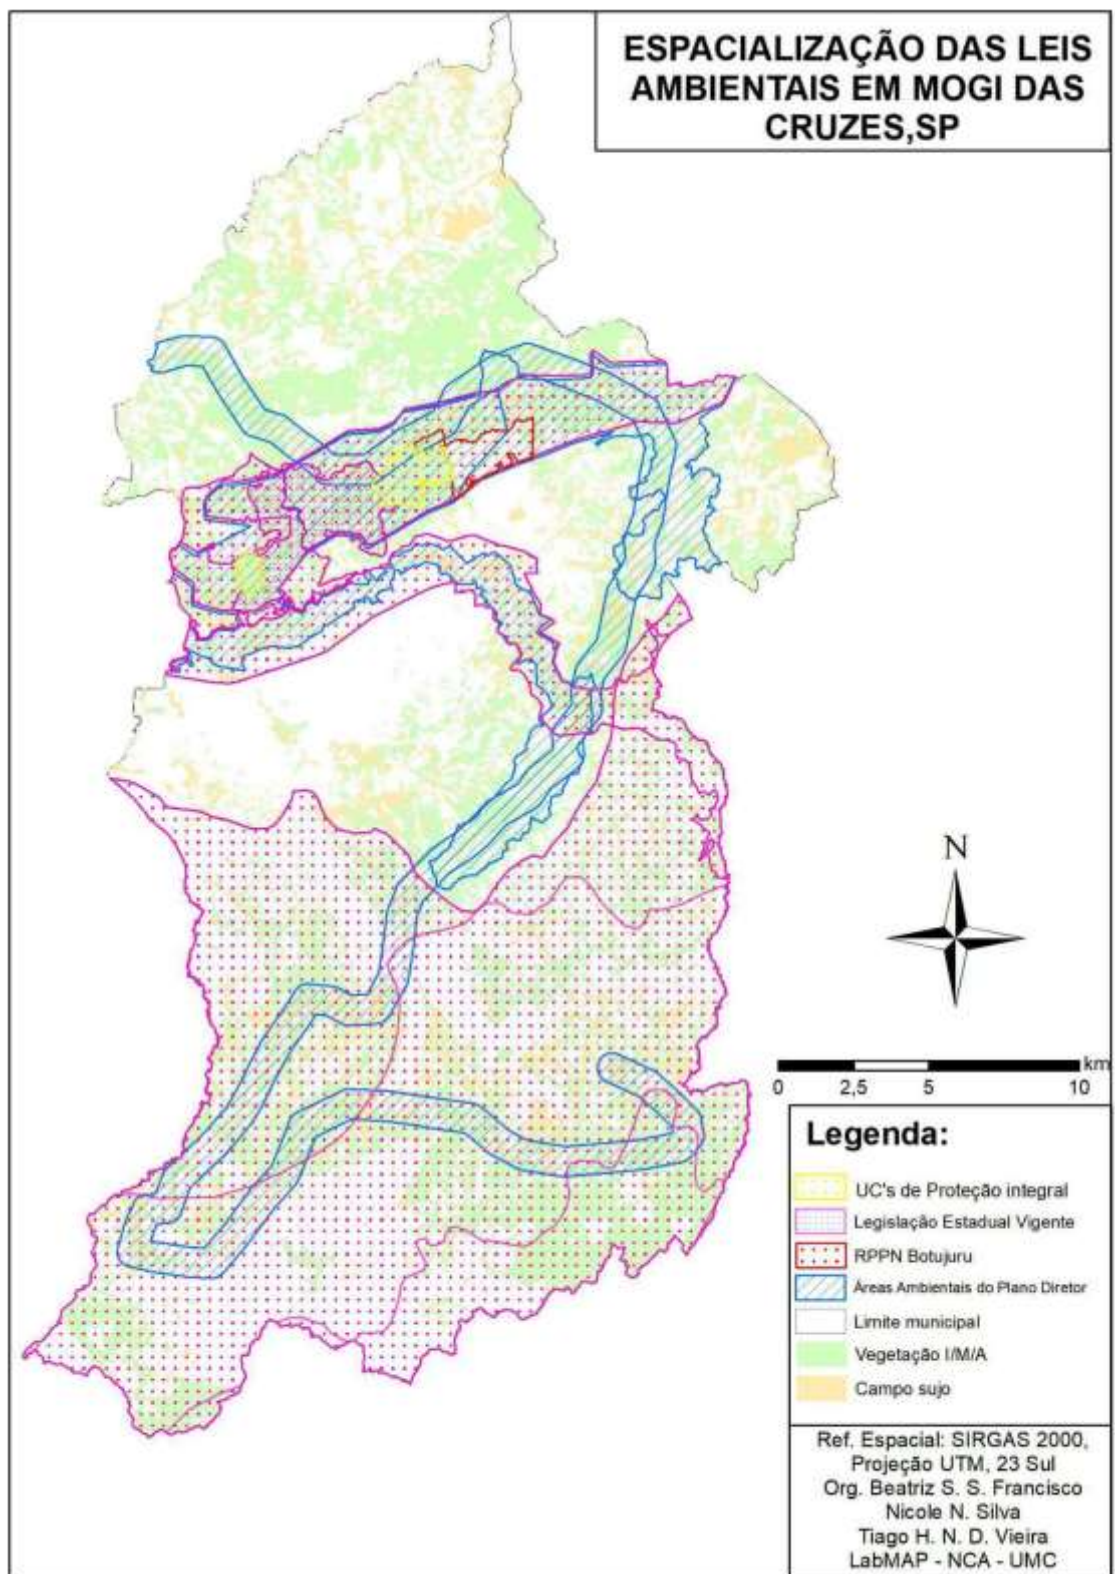 ESPACIALIZAÇÃO DAS LEIS
AMBIENTAIS EM MOGI DAS
CRUZES,SP
N
km
0 2,5 5 10
Legenda:
UC's de Proteção integral
Legislação Estadual Vigente
RPPN Botujuru
Áreas Ambientais do Plano Diretor
Limite municipal
Vegetação I/M/A
Campo sujo
Ref. Espacial: SIRGAS 2000,
Projeção UTM, 23 Sul
Org. Beatriz S. S. Francisco
Nicole N. Silva
Tiago H. N. D. Vieira
LabMAP - NCA - UMC